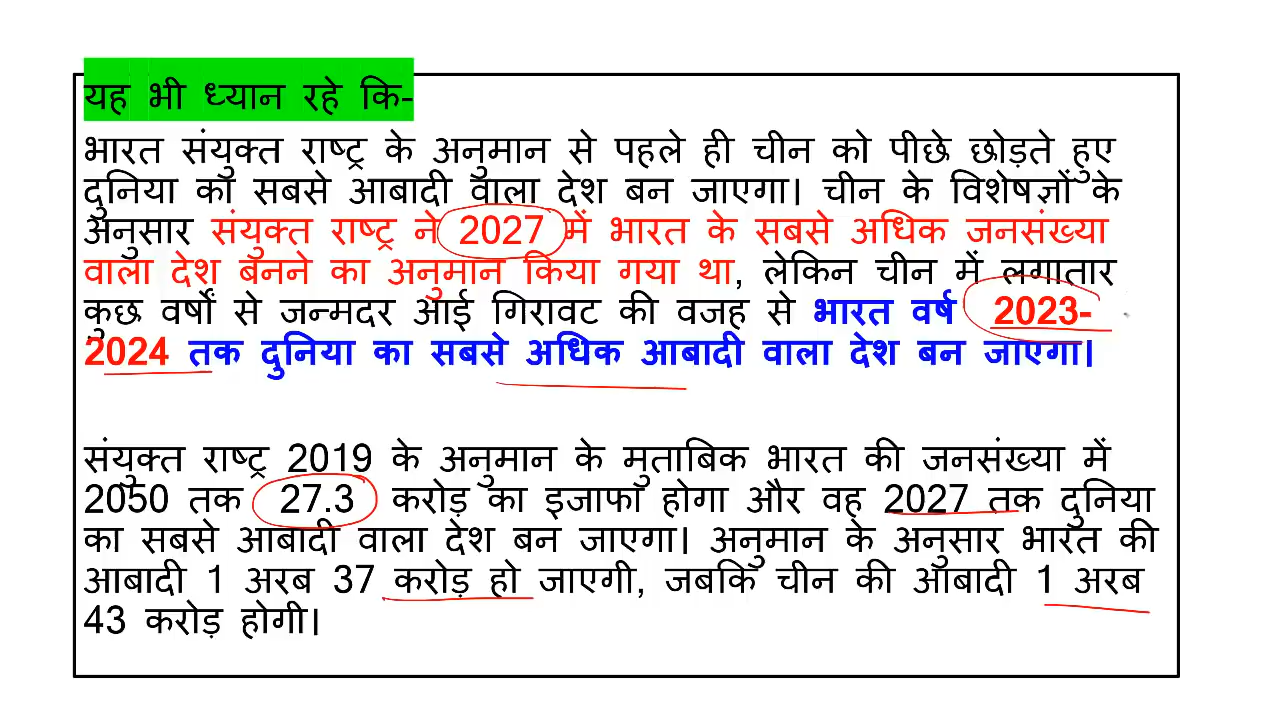 यह भी ध्यान रहे कि-
भारत संयुक्त राष्ट्र के अनुमान से पहले ही चीन को पीछे छोड़ते हुए
दुनिया का सबसे आबादी वाला देश बन जाएगा। चीन के विशेषज्ञों के
अनुसार संयुक्त राष्ट्र ने 2027 में भारत के सबसे अधिक जनसंख्या
वाला देश बनने का अनुमान किया गया था, लेकिन चीन में लगातार
कुछ वर्षों से जन्मदर आई गिरावट की वजह से भारत वर्ष 2023-
2024 तक दुनिया का सबसे अधिक आबादी वाला देश बन जाएगा।
संयुक्त राष्ट्र 2019 के अनुमान के मुताबिक भारत की जनसंख्या में
2050 तक 27.3 करोड़ का इजाफा होगा और वह 2027 तक दुनिया
का सबसे आबादी वाला देश बन जाएगा। अनुमान के अनुसार भारत की
आबादी 1 अरब 37 करोड़ हो जाएगी, जबकि चीन की आबादी 1 अरब
43 करोड़ होगी।